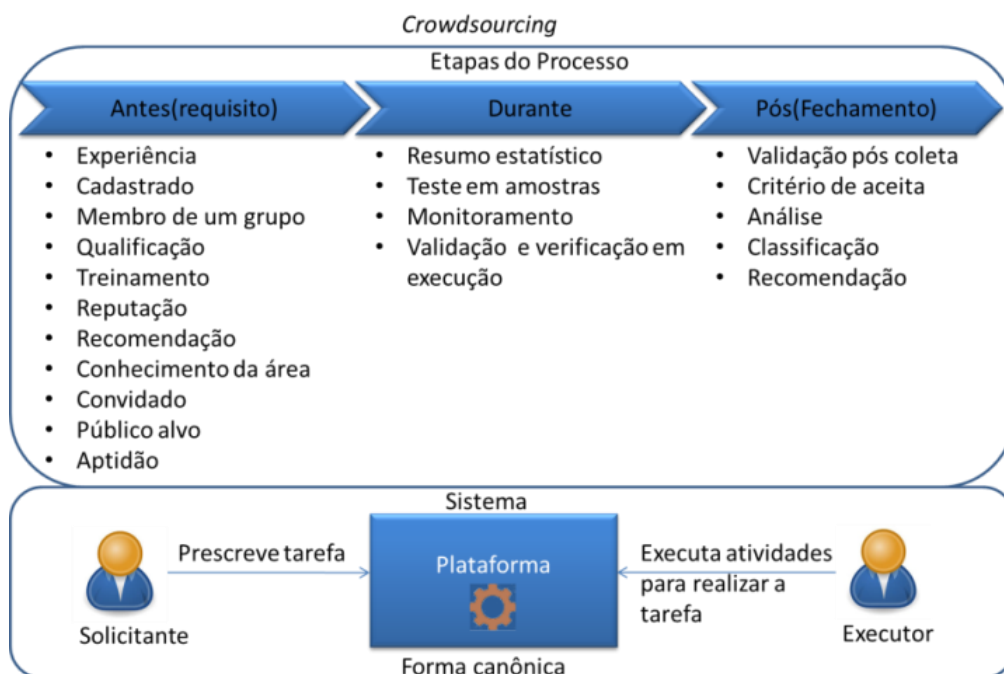 Crowdsourcing
Etapas do Processo
Antes(requisito)
• Experiência
• Cadastrado
• Membro de um grupo
• Qualificação
• Treinamento
• Reputação
• Recomendação
• Conhecimento da área
• Convidado
• Público alvo
• Aptidão
Durante
• Resumo estatístico
• Teste em amostras
• Monitoramento
• Validação e verificação em
execução
Pós(Fechamento)
• Validação pós coleta
• Critério de aceita
• Análise
• Classificação
• Recomendação
Sistema
Solicitante
Prescreve tarefa
Plataforma
Executa atividades
para realizar a
tarefa
Executor
Forma canônica